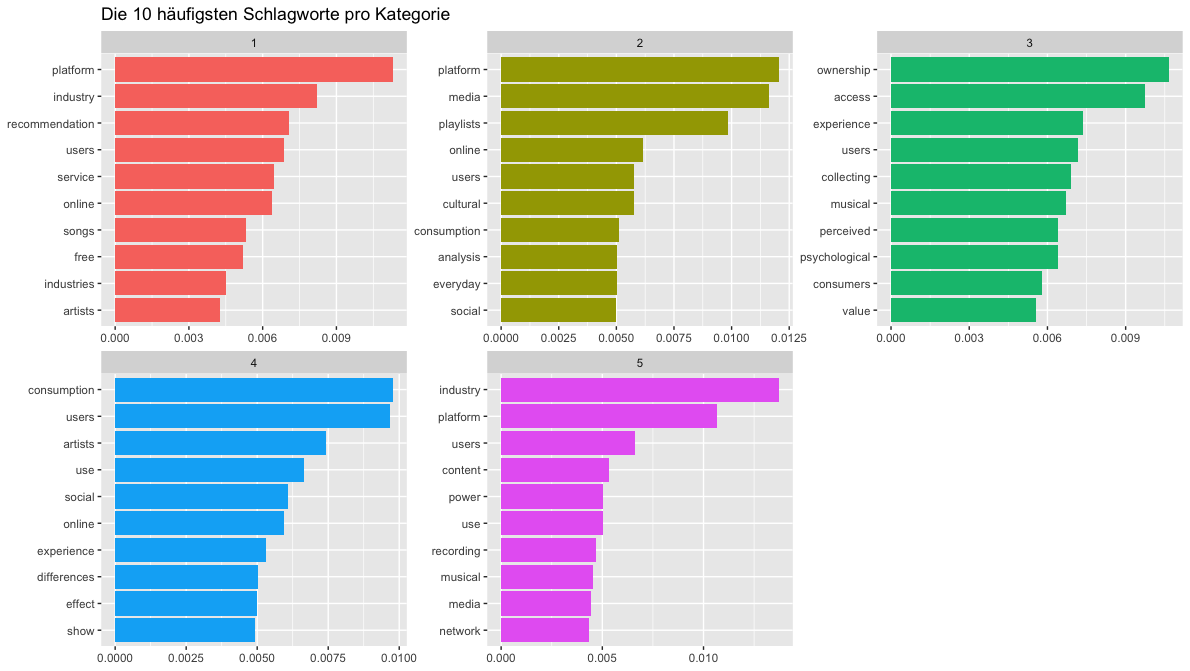 Die 10 häufigsten Schlagworte pro Kategorie
1
platform
industry
recommendation
users
service
online
songs
free
industries
artists
0.000 0.003 0.006 0.009
2
platform
media
playlists
online
users
cultural
consumption
analysis
everyday
social
0.0000 0.0025 0.0050 0.0075 0.0100 0.0125
3
ownership
access
experience
users
collecting
musical
perceived
psychological
consumers
value
0.000 0.003 0.006 0.009
4
consumption
users
artists
use
social
online
experience
differences
effect
show
0.0000 0.0025 0.0050 0.0075 0.0100
5
industry
platform
users
content
power
use
recording
musical
media
network
0.000 0.005 0.010